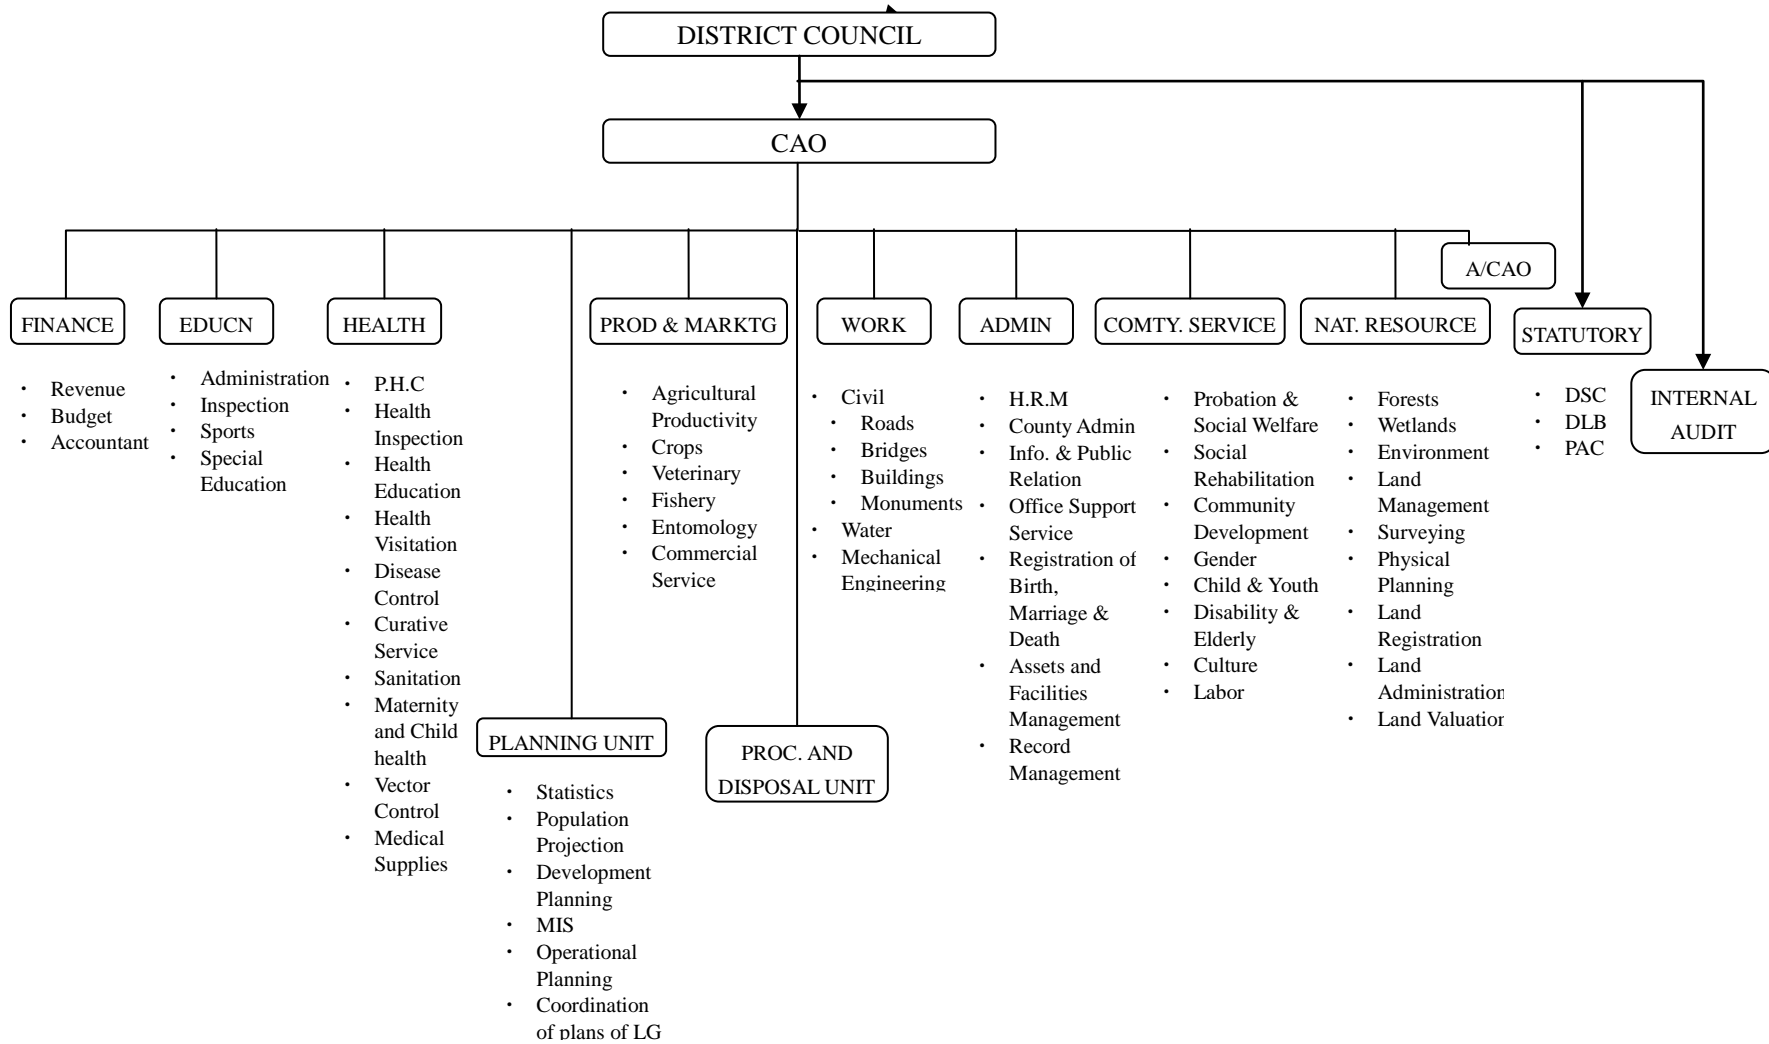 DISTRICT COUNCIL
CAO
A/CAO
FINANCE
EDUCN
HEALTH
PROD & MARKTG
WORK
ADMIN
COMTY. SERVICE
NAT. RESOURCE
STATUTORY
INTERNAL
AUDIT
・ Revenue
・ Budget
・ Accountant
・ Administration
・ Inspection
・ Sports
・ Special
Education
・ P.H.C
・ Health
Inspection
・ Health
Education
・ Health
Visitation
・ Disease
Control
・ Curative
Service
・ Sanitation
・ Maternity
and Child
health
・ Vector
Control
・ Medical
Supplies
PLANNING UNIT
・ Statistics
・ Population
Projection
・ Development
Planning
・ MIS
・ Operational
Planning
・ Coordination
of plans of LG
・ Agricultural
Productivity
・ Crops
・ Veterinary
・ Fishery
・ Entomology
・ Commercial
Service
PROC. AND
DISPOSAL UNIT
・ Civil
・ Roads
・ Bridges
・ Buildings
・ Monuments
・ Water
・ Mechanical
Engineering
・ H.R.M
・ County Admin
・ Info. & Public
Relation
・ Office Support
Service
・ Registration of
Birth,
Marriage &
Death
・ Assets and
Facilities
Management
・ Record
Management
・ Probation &
Social Welfare
・ Social
Rehabilitation
・ Community
Development
・ Gender
・ Child & Youth
・ Disability &
Elderly
・ Culture
・ Labor
・ Forests
・ Wetlands
・ Environment
・ Land
Management
・ Surveying
・ Physical
Planning
・ Land
Registration
・ Land
Administration
・ Land Valuation
・ DSC
・ DLB
・ PAC